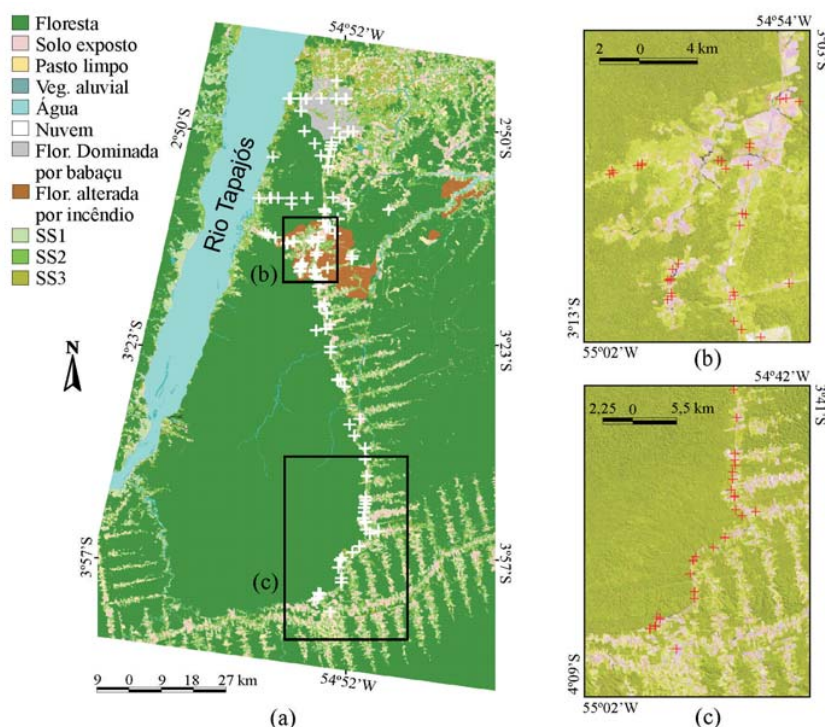 Floresta
Solo exposto
Pasto limpo
Veg. aluvial
Água
Nuvem
Flor. Dominada
por babaçu
Flor. alterada
por incêndio
SS1
SS2
SS3
54º52'W
2º50'S
2º50'S
Rio Tapajós
(b)
3º23'S
3º23'S
N
(c)
3º57'S
3º57'S
54º52'W
9 0 9 18 27 km
(a)
54º54'W
3º03'S
2 0 4 km
3º13'S
55º02'W
(b)
54º42'W
3º41'S
2,25 0 5,5 km
4º09'S
55º02'W
(c)